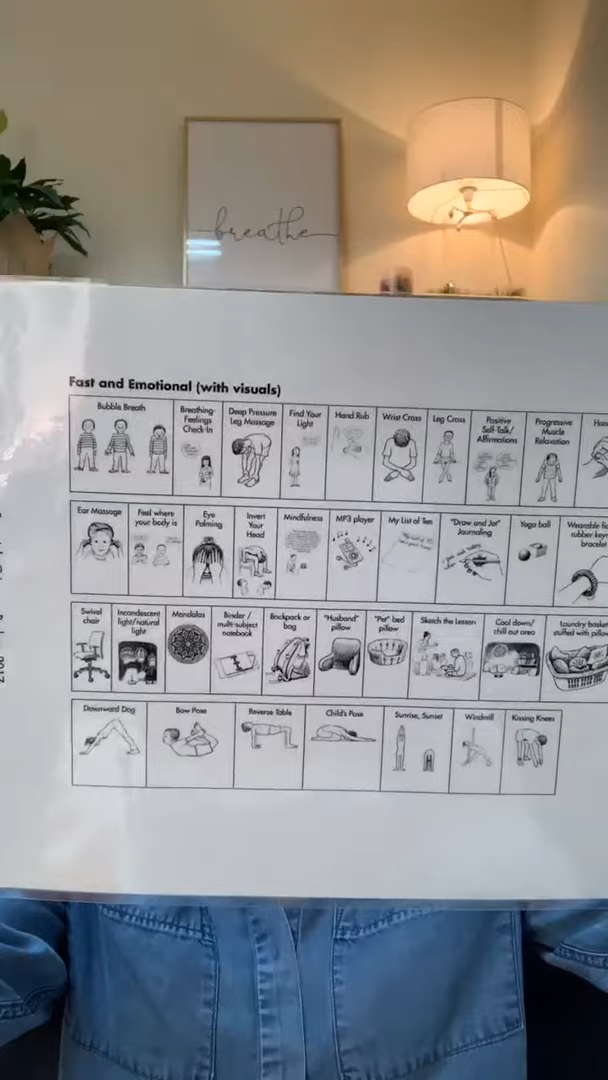 breathe
Fast and Emotional (with visuals)
Bubble Breath
Breathing-
Feelings
Check-In
Deep Pressure
Leg Massage
Find Your
Light
Hand Rub
Wrist Cross
Leg Cross
Positive
Self-Talk/
Affirmations
Progressive
Muscle
Relaxation
Ear Massage
Feel where
your body is
Eye
Palming
Invert
Your
Head
Mindfulness
MP3 player
My List of Ten
"Draw and Jot"
Journaling
Yoga ball
Wearable
rubber
bracelet
Swivel
chair
Incandescent
light/natural
light
Mandalas
Binder /
multi-subject
notebook
Backpack or
bag
"Husband"
pillow
"Pet" bed
pillow
Sketch the Lesson
Cool down/
chill out area
Laundry basket
stuffed with
Downward Dog
Bow Pose
Reverse Table
Child's Pose
Sunrise, Sunset
Windmill
Kissing Knees